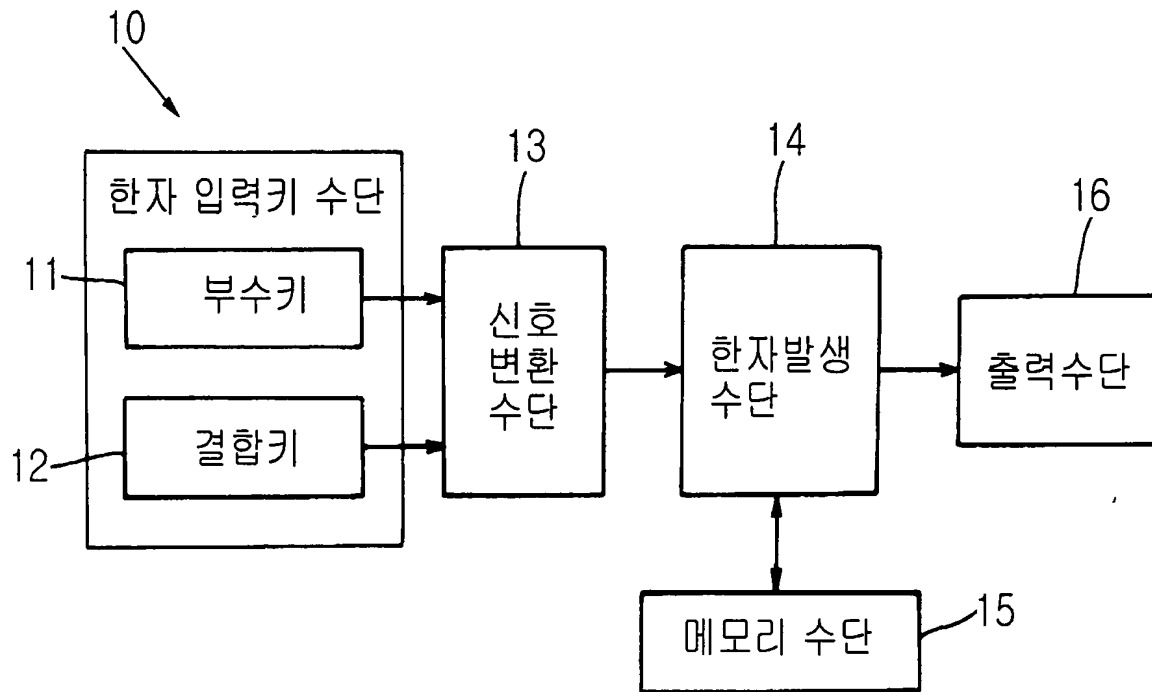 10
한자 입력키 수단
11
부수키
12
결합키
13
신호
변환
수단
14
한자발생
수단
15
메모리 수단
16
출력수단